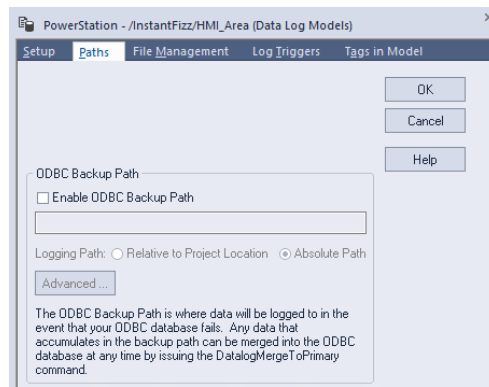 PowerStation - /InstantFizz/HMI_Area (Data Log Models)
Setup Paths File Management Log Triggers Tags in Model
OK
Cancel
Help
ODBC Backup Path
Enable ODBC Backup Path
Logging Path: Relative to Project Location Absolute Path
Advanced ...
The ODBC Backup Path is where data will be logged to in the
event that your ODBC database fails. Any data that
accumulates in the backup path can be merged into the ODBC
database at any time by issuing the DatalogMergeToPrimary
command.